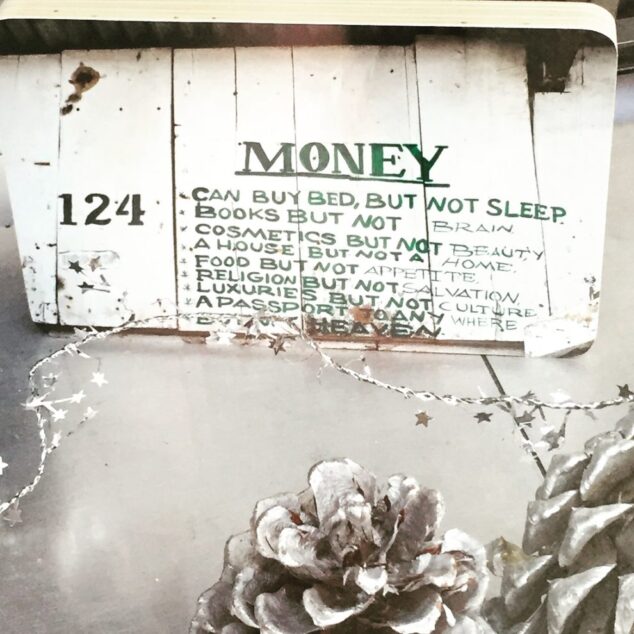 MONEY
124
CAN BUY BED, BUT NOT SLEEP
BOOKS BUT NOT BRAIN
COSMETICS BUT NOT BEAUTY
A HOUSE BUT NOT A HOME.
FOOD BUT NOT APPETITE.
RELIGION BUT NOT SALVATION,
LUXURIES BUT NOT CULTURE
A PASSPORT TO ANY WHERE
HEAVEN